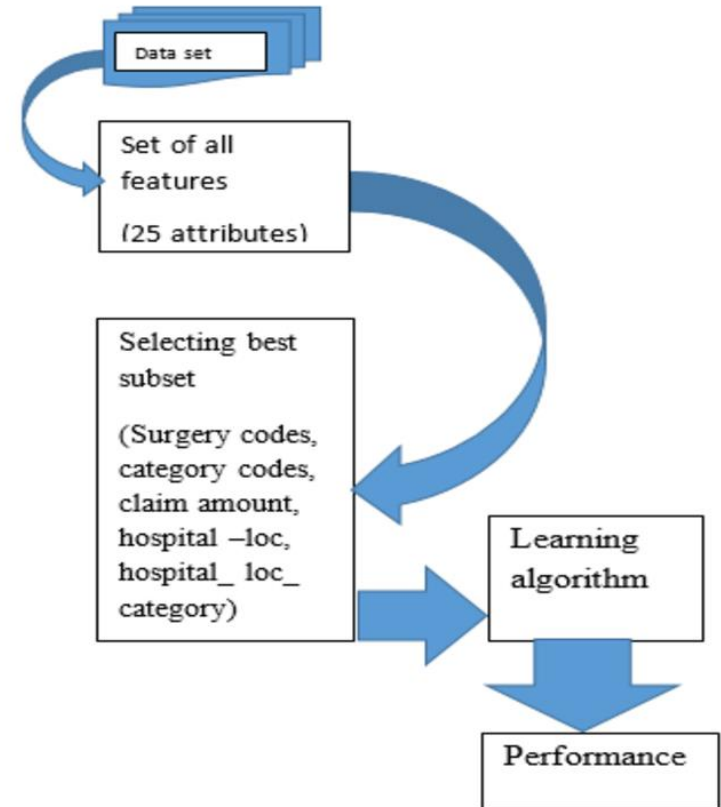 Data set
Set of all
features
(25 attributes)
Selecting best
subset
(Surgery codes,
category codes,
claim amount,
hospital –loc,
hospital_ loc_
category)
Learning
algorithm
Performance